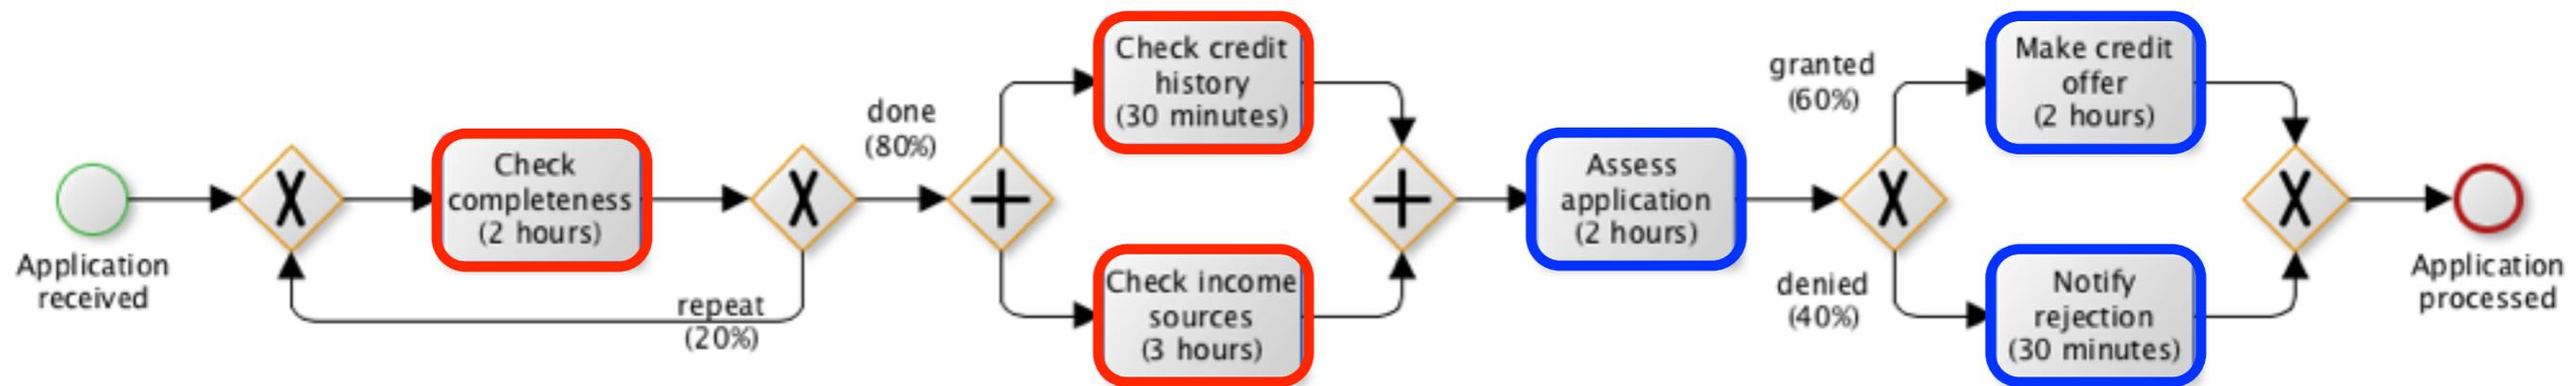 Application
received
Check
completeness
(2 hours)
repeat
(20%)
done
(80%)
Check credit
history
(30 minutes)
Check income
sources
(3 hours)
Assess
application
(2 hours)
granted
(60%)
denied
(40%)
Make credit
offer
(2 hours)
Notify
rejection
(30 minutes)
Application
processed